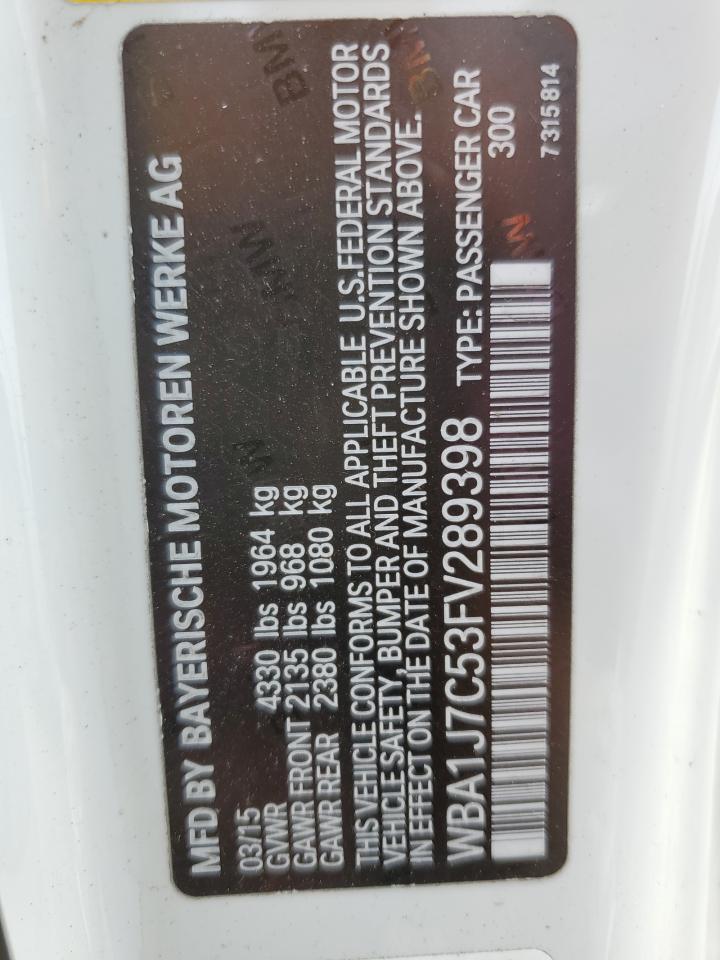 MFD BY BAYERISCHE MOTOREN WERKE AG
03/15
GVWR 4330 lbs 1964 kg
GAWR FRONT 2135 lbs 968 kg
GAWR REAR 2380 lbs 1080 kg
THIS VEHICLE CONFORMS TO ALL APPLICABLE U.S.FEDERAL MOTOR
VEHICLE SAFETY, BUMPER AND THEFT PREVENTION STANDARDS
IN EFFECT ON THE DATE OF MANUFACTURE SHOWN ABOVE.
WBA1J7C53FV289398 TYPE: PASSENGER CAR
300
7 315 814
BMW
BMW